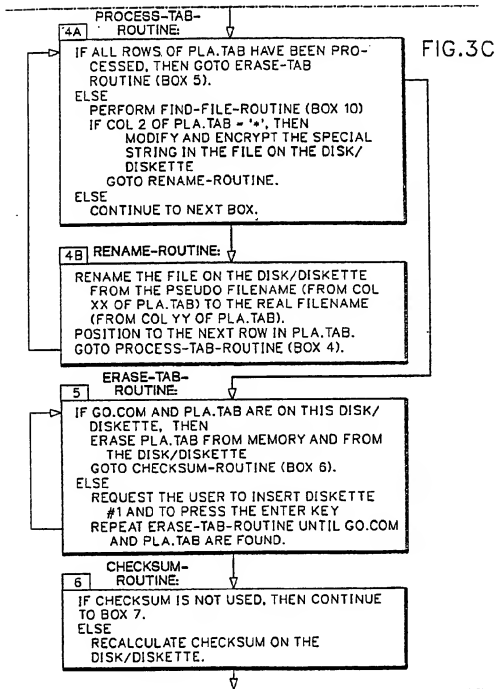 PROCESS-TAB-
ROUTINE:
FIG.3C
4A
IF ALL ROWS OF PLA.TAB HAVE BEEN PRO-
CESSED, THEN GOTO ERASE-TAB
ROUTINE (BOX 5).
ELSE
PERFORM FIND-FILE-ROUTINE (BOX 10)
IF COL 2 OF PLA.TAB = '*', THEN
MODIFY AND ENCRYPT THE SPECIAL
STRING IN THE FILE ON THE DISK/
DISKETTE
GOTO RENAME-ROUTINE.
ELSE
CONTINUE TO NEXT BOX.
4B RENAME-ROUTINE:
RENAME THE FILE ON THE DISK/DISKETTE
FROM THE PSEUDO FILENAME (FROM COL
XX OF PLA.TAB) TO THE REAL FILENAME
(FROM COL YY OF PLA.TAB).
POSITION TO THE NEXT ROW IN PLA.TAB.
GOTO PROCESS-TAB-ROUTINE (BOX 4).
ERASE-TAB-
ROUTINE:
5
IF GO.COM AND PLA.TAB ARE ON THIS DISK/
DISKETTE, THEN
ERASE PLA.TAB FROM MEMORY AND FROM
THE DISK/DISKETTE
GOTO CHECKSUM-ROUTINE (BOX 6).
ELSE
REQUEST THE USER TO INSERT DISKETTE
#1 AND TO PRESS THE ENTER KEY
REPEAT ERASE-TAB-ROUTINE UNTIL GO.COM
AND PLA.TAB ARE FOUND.
CHECKSUM-
ROUTINE:
6
IF CHECKSUM IS NOT USED, THEN CONTINUE
TO BOX 7.
ELSE
RECALCULATE CHECKSUM ON THE
DISK/DISKETTE.